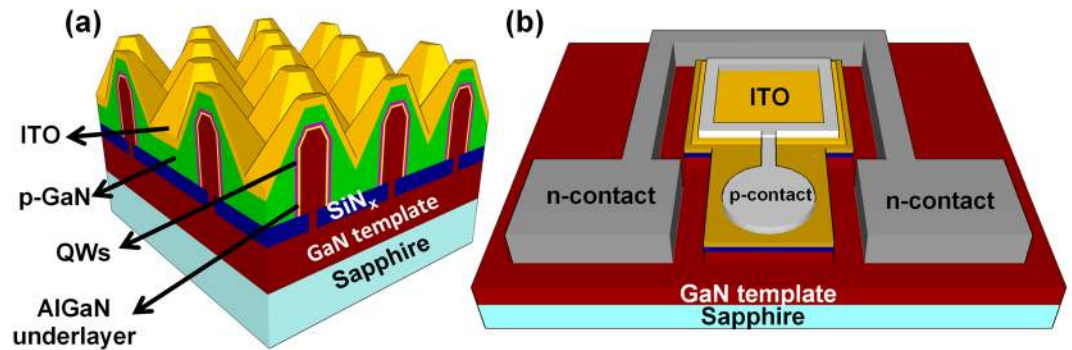 (a)
ITO
p-GaN
QWs
AlGaN
underlayer
SiNx
GaN template
Sapphire
(b)
ITO
n-contact
p-contact
n-contact
GaN template
Sapphire